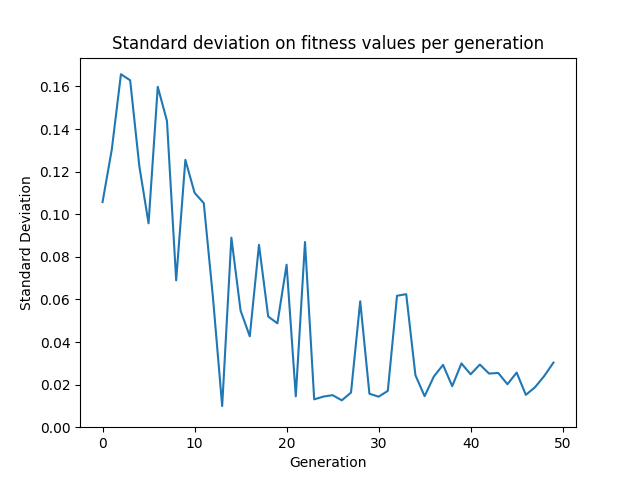 Standard deviation on fitness values per generation
Standard Deviation
0.16
0.14
0.12
0.10
0.08
0.06
0.04
0.02
0.00
0 10 20 30 40 50
Generation